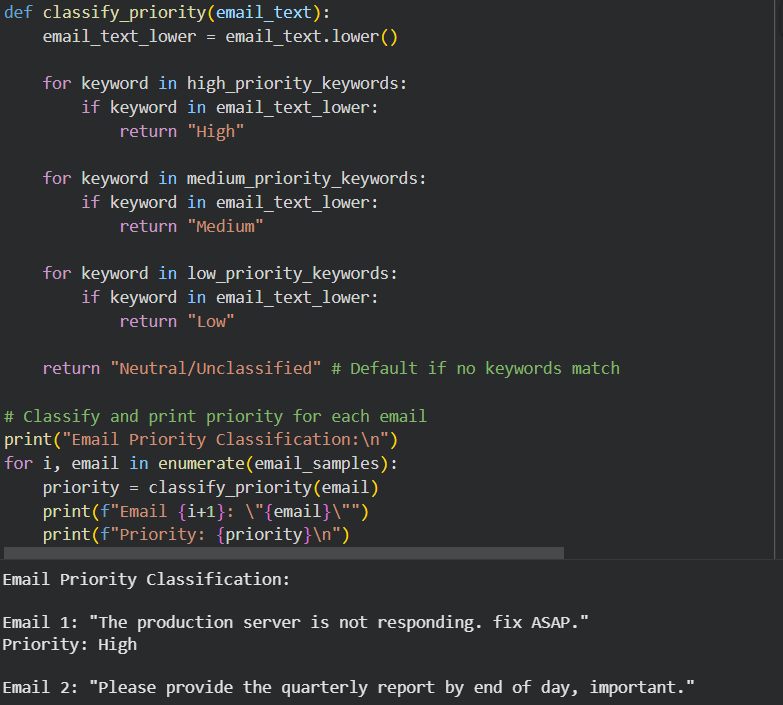 def classify_priority(email_text):
    email_text_lower = email_text.lower()

    for keyword in high_priority_keywords:
        if keyword in email_text_lower:
            return "High"

    for keyword in medium_priority_keywords:
        if keyword in email_text_lower:
            return "Medium"

    for keyword in low_priority_keywords:
        if keyword in email_text_lower:
            return "Low"

    return "Neutral/Unclassified" # Default if no keywords match

# Classify and print priority for each email
print("Email Priority Classification:\n")
for i, email in enumerate(email_samples):
    priority = classify_priority(email)
    print(f"Email {i+1}: \"{email}\"")
    print(f"Priority: {priority}\n")
Email Priority Classification:

Email 1: "The production server is not responding. fix ASAP."
Priority: High

Email 2: "Please provide the quarterly report by end of day, important."